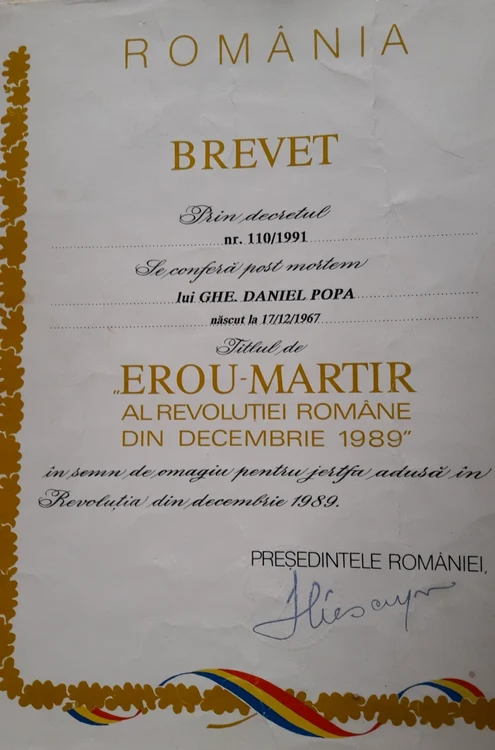 ROMÂNIA
BREVET
Prin decretul
nr. 110/1991
Se conferă post mortem
lui GHE. DANIEL POPA
născut la 17/12/1967
Titlul de
„EROU-MARTIR
AL REVOLUȚIEI ROMÂNE
DIN DECEMBRIE 1989”
în semn de omagiu pentru jertfa adusă în
Revoluția din decembrie 1989.
PREȘEDINTELE ROMÂNIEI,
Iliescu